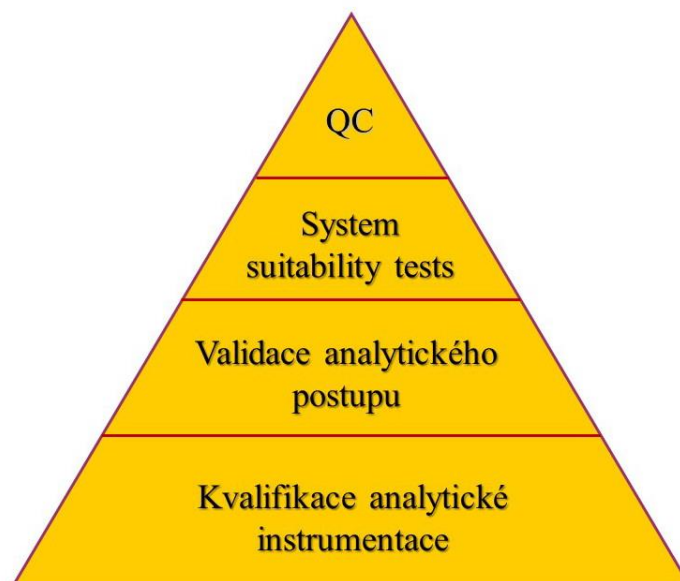 QC
System
suitability tests
Validace analytického
postupu
Kvalifikace analytické
instrumentace